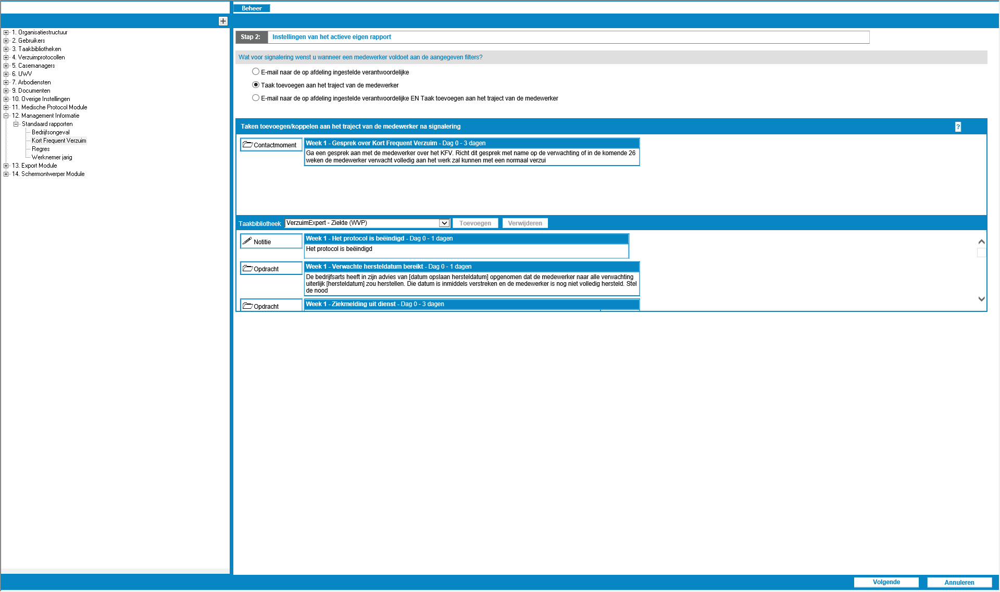 Beheer
1. Organisatiestructuur
2. Gebruikers
3. Taakbibliotheken
4. Verzuimprotocollen
5. Casemanagers
6. UWV
7. Arbodiensten
9. Documenten
10. Overige Instellingen
11. Medische Protocol Module
12. Management Informatie
Standaard rapporten
Bedrijfsongeval
Kort Frequent Verzuim
Regres
Werknemer jarig
13. Export Module
14. Schermontwerper Module
Stap 2: Instellingen van het actieve eigen rapport
Wat voor signalering wenst u wanneer een medewerker voldoet aan de aangegeven filters?
E-mail naar de op afdeling ingestelde verantwoordelijke
Taak toevoegen aan het traject van de medewerker
E-mail naar de op afdeling ingestelde verantwoordelijke EN Taak toevoegen aan het traject van de medewerker
Taken toevoegen/koppelen aan het traject van de medewerker na signalering ?
Contactmoment Week 1 - Gesprek over Kort Frequent Verzuim - Dag 0 - 3 dagen
Ga een gesprek aan met de medewerker over het KFV. Richt dit gesprek met name op de verwachting of in de komende 26
weken de medewerker verwacht volledig aan het werk zal kunnen met een normaal verzui
Taakbibliotheek VerzuimExpert - Ziekte (WVP) Toevoegen Verwijderen
Notitie Week 1 - Het protocol is beëindigd - Dag 0 - 1 dagen
Het protocol is beëindigd
Opdracht Week 1 - Verwachte hersteldatum bereikt - Dag 0 - 1 dagen
De bedrijfsarts heeft in zijn advies van [datum opslaan hersteldatum] opgenomen dat de medewerker naar alle verwachting
uiterlijk [hersteldatum] zou herstellen. Die datum is inmiddels verstreken en de medewerker is nog niet volledig hersteld. Stel
de nood
Opdracht Week 1 - Ziekmelding uit dienst - Dag 0 - 3 dagen
Volgende Annuleren